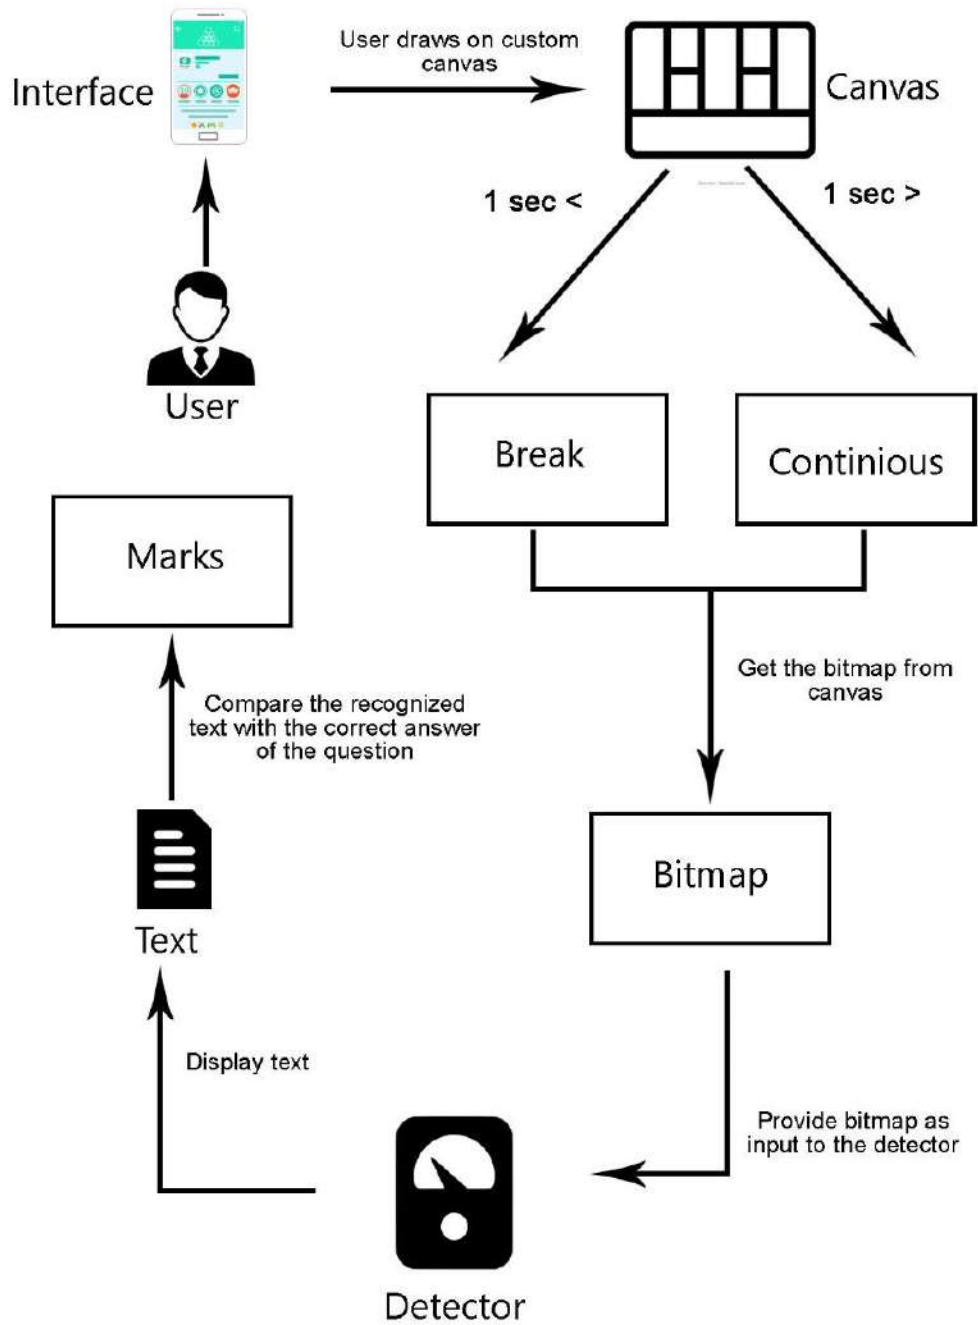 Interface
User draws on custom
canvas
Canvas
1 sec <
1 sec >
User
Break
Continious
Marks
Get the bitmap from
canvas
Compare the recognized
text with the correct answer
of the question
Bitmap
Text
Display text
Provide bitmap as
input to the detector
Detector